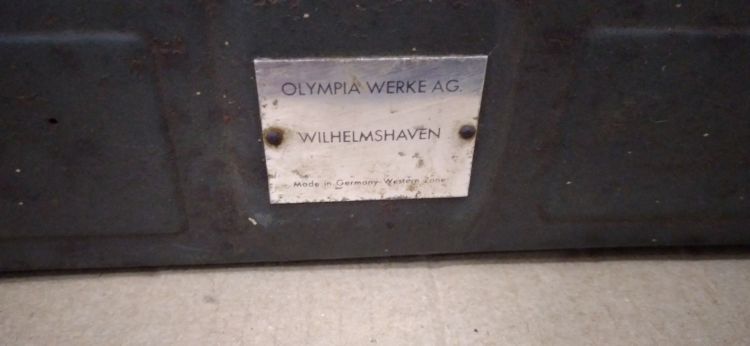 OLYMPIA WERKE AG.
WILHELMSHAVEN
Made in Germany-Western Zone